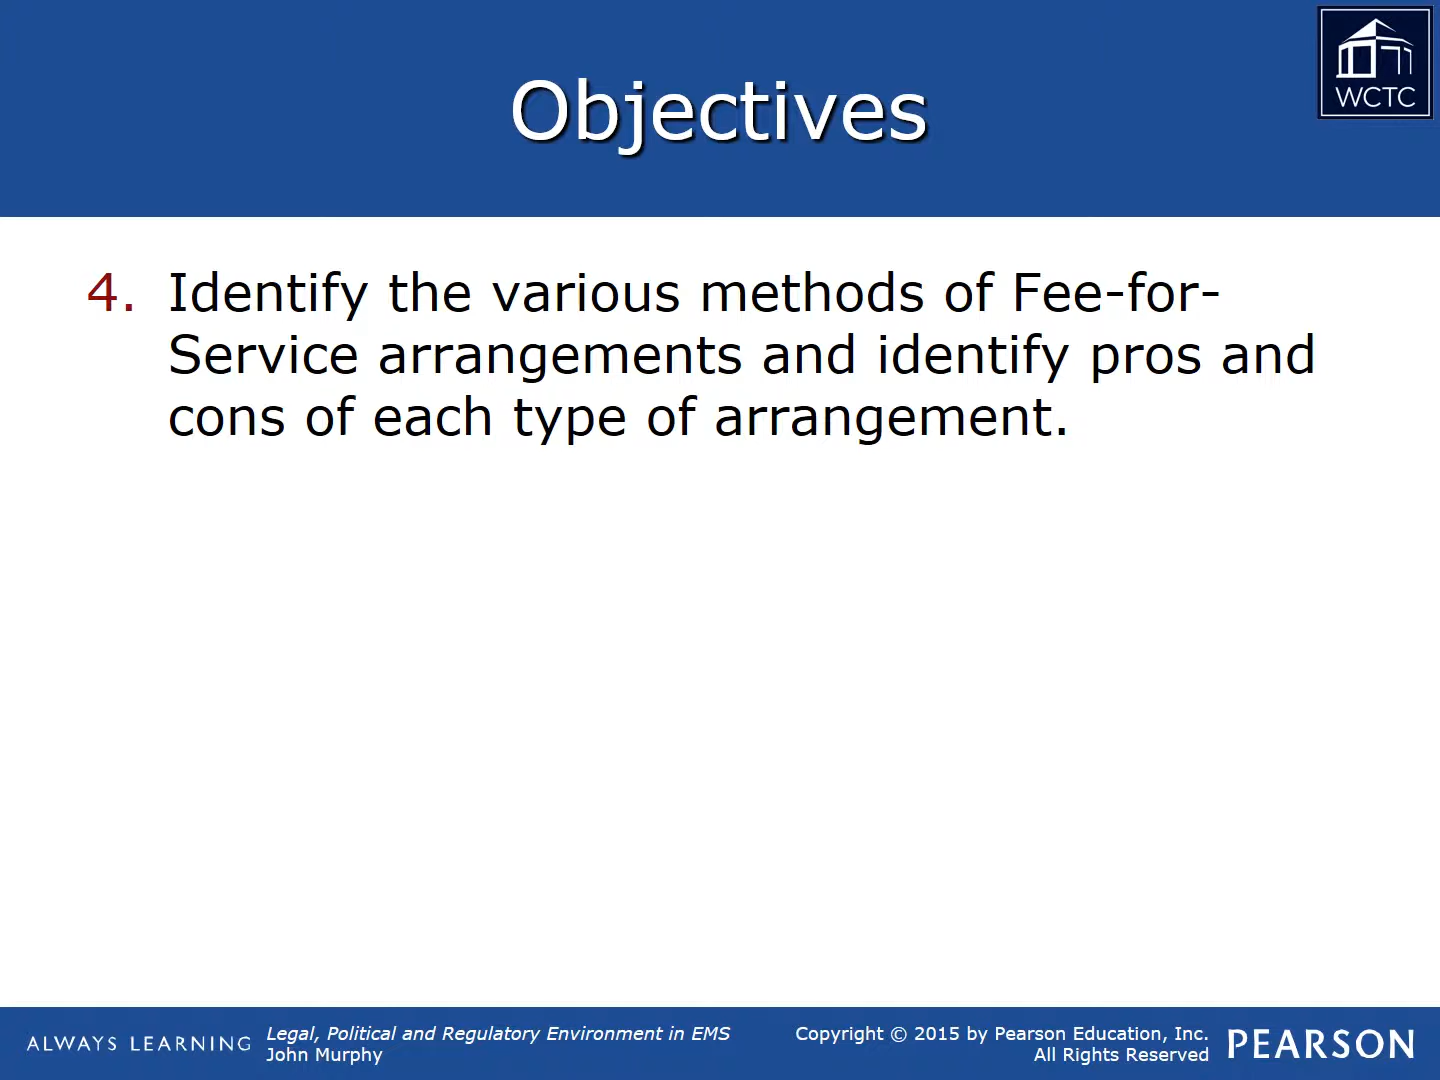 WCTC
Objectives
4. Identify the various methods of Fee-for-
Service arrangements and identify pros and
cons of each type of arrangement.
ALWAYS LEARNING
Legal, Political and Regulatory Environment in EMS
John Murphy
Copyright © 2015 by Pearson Education, Inc.
All Rights Reserved
PEARSON